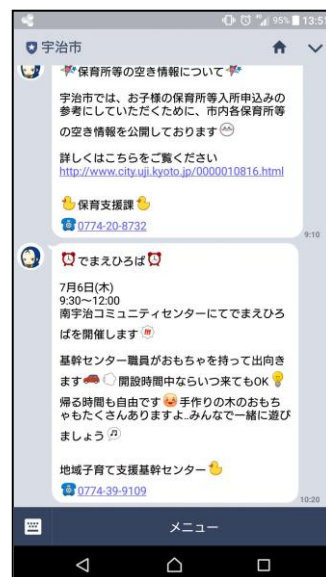 95% 13:51
宇治市
保育所等の空き情報について
宇治市では、お子様の保育所等入所申込みの
参考にしていただくために、市内各保育所等
の空き情報を公開しております
詳しくはこちらをご覧ください
http://www.city.uji.kyoto.jp/0000010816.html
保育支援課
0774-20-8732
9:10
でまえひろば
7月6日(木)
9:30〜12:00
南宇治コミュニティセンターにてでまえひろ
ばを開催します
基幹センター職員がおもちゃを持って出向き
ます 開設時間中ならいつ来てもOK
帰る時間も自由です 手作りの木のおもち
ゃもたくさんありますよ..みんなで一緒に遊び
ましょう
地域子育て支援基幹センター
0774-39-9109
10:20
メニュー